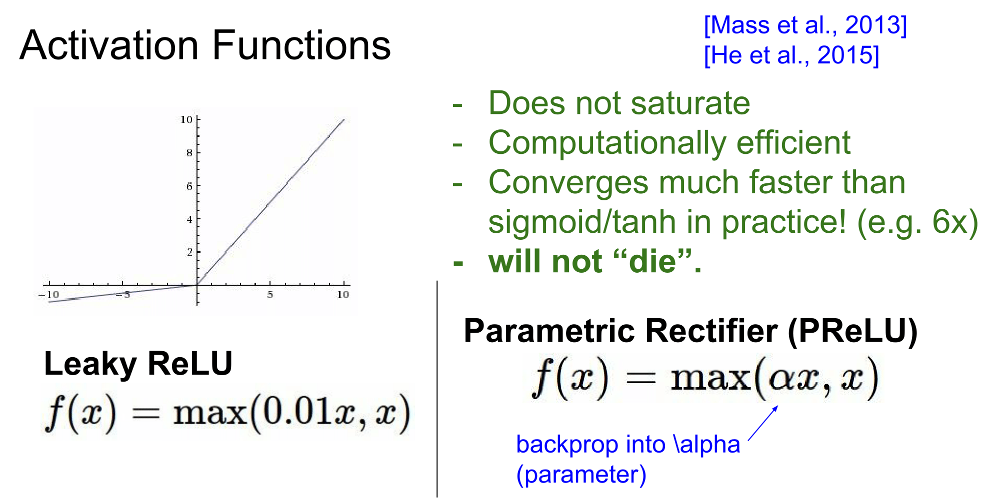 Activation Functions
[Mass et al., 2013]
[He et al., 2015]
10
8
6
4
2
−10
−5
5
10
- Does not saturate
- Computationally efficient
- Converges much faster than
sigmoid/tanh in practice! (e.g. 6x)
- will not “die”.
Leaky ReLU
f(x) = max(0.01x, x)
Parametric Rectifier (PReLU)
f(x) = max(αx, x)
backprop into \alpha
(parameter)